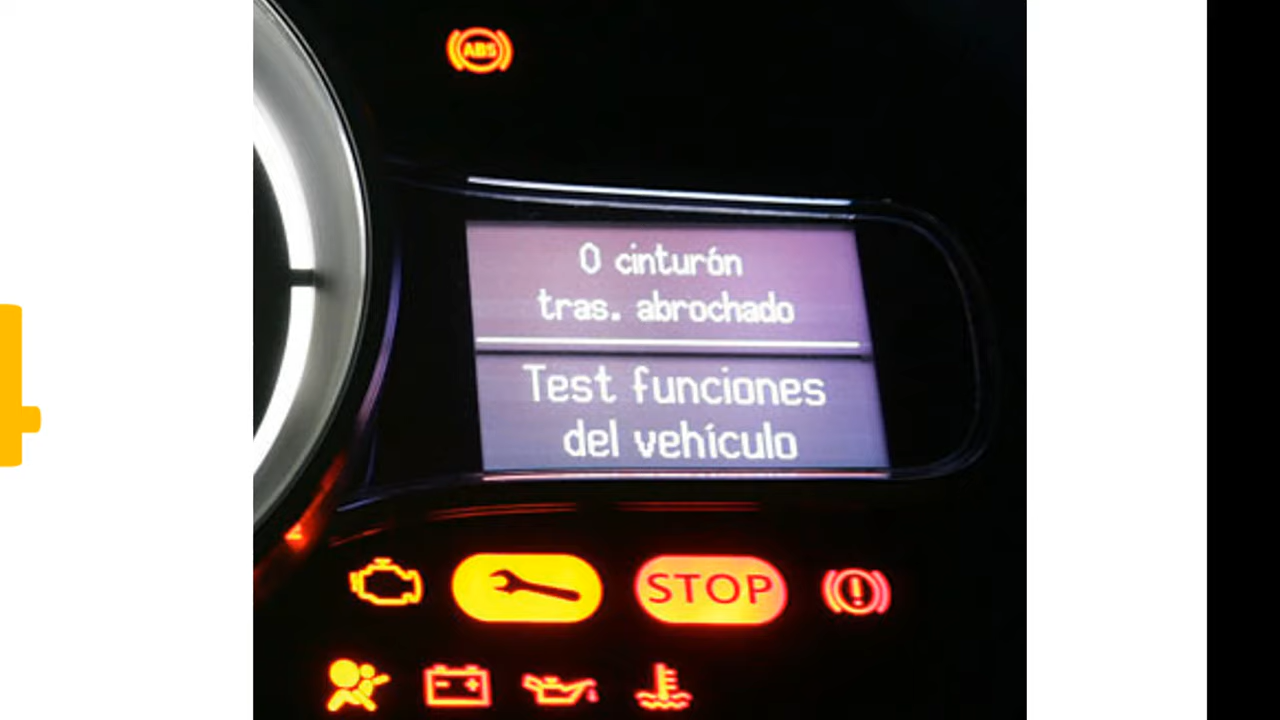 ABS
0 cinturón
tras. abrochado
Test funciones
del vehículo
STOP